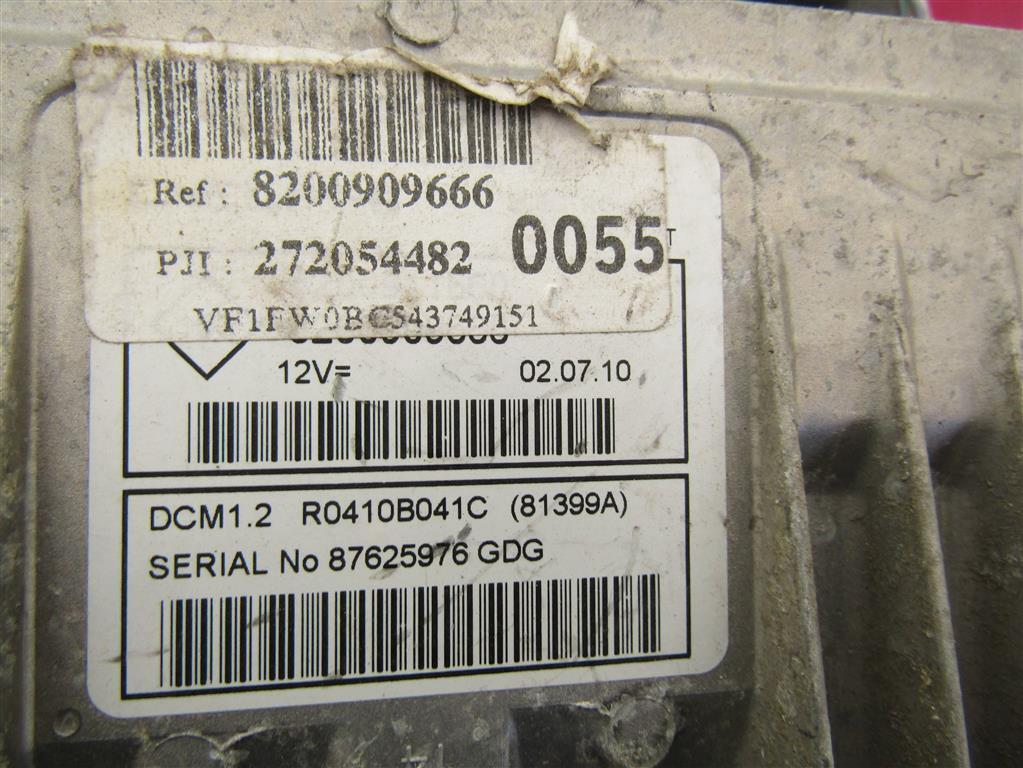 Ref : 8200909666
PJI : 272054482 0055
VF1FW0BC543749151
12V= 02.07.10
DCM1.2 R0410B041C (81399A)
SERIAL No 87625976 GDG